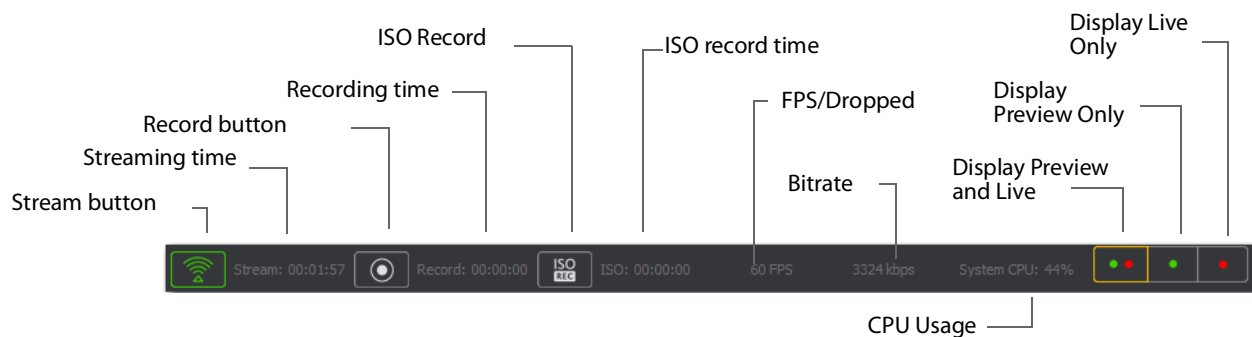 Display Live
Only
ISO Record
ISO record time
Recording time
FPS/Dropped
Display
Preview Only
Record button
Streaming time
Bitrate
Display Preview
and Live
Stream button
Stream: 00:01:57
Record: 00:00:00
ISO
REC
ISO: 00:00:00
60 FPS
3324 kbps
System CPU: 44%
CPU Usage